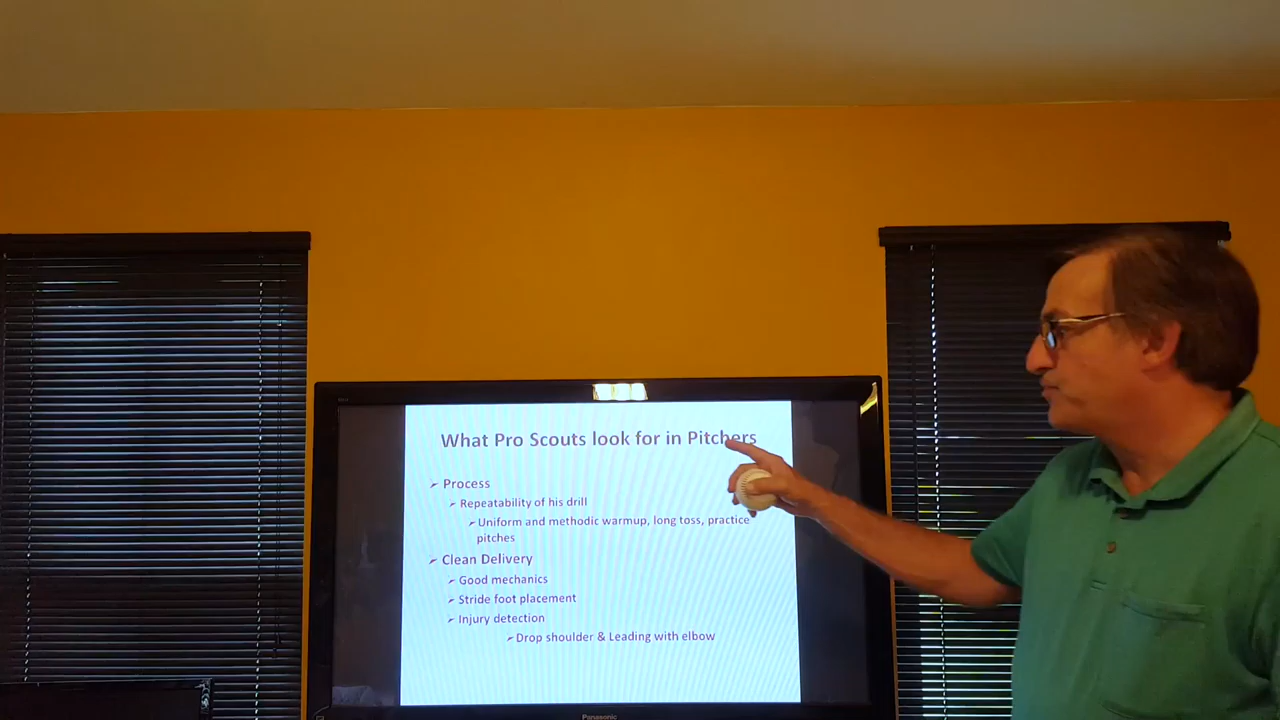 What Pro Scouts look for in Pitchers
Process
Repeatability of his drill
Uniform and methodic warmup, long toss, practice
pitches
Clean Delivery
Good mechanics
Stride foot placement
Injury detection
Drop shoulder & Leading with elbow
Panasonic